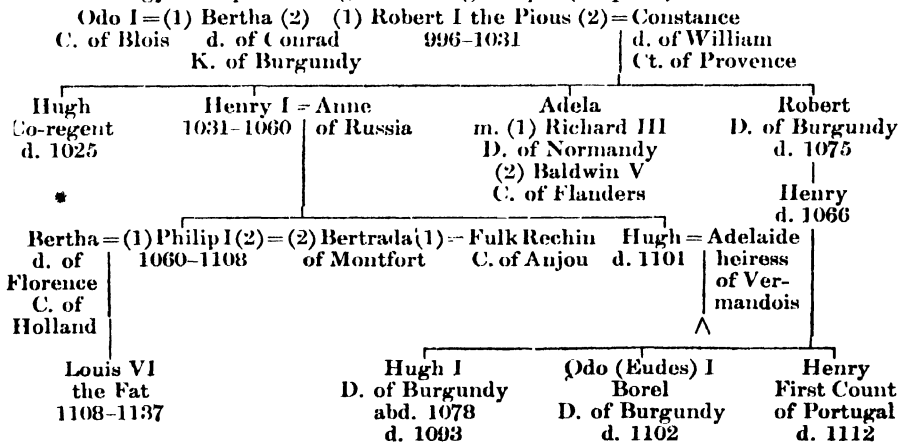 Odo I = (1) Bertha (2) (1) Robert I the Pious (2) = Constance
C. of Blois d. of Conrad 996-1031 d. of William
K. of Burgundy Ct. of Provence
Hugh Henry I = Anne Adela Robert
Co-regent 1031-1060 of Russia m. (1) Richard III D. of Burgundy
d. 1025 D. of Normandy d. 1075
(2) Baldwin V
C. of Flanders Henry
d. 1066
Bertha = (1) Philip I (2) = (2) Bertrada (1) = Fulk Rechin Hugh = Adelaide
d. of 1060-1108 of Montfort C. of Anjou d. 1101 heiress
Florence of Ver-
C. of mandois
Holland
Louis VI Hugh I Odo (Eudes) I Henry
the Fat D. of Burgundy Borel First Count
1108-1137 abd. 1078 D. of Burgundy of Portugal
d. 1093 d. 1102 d. 1112